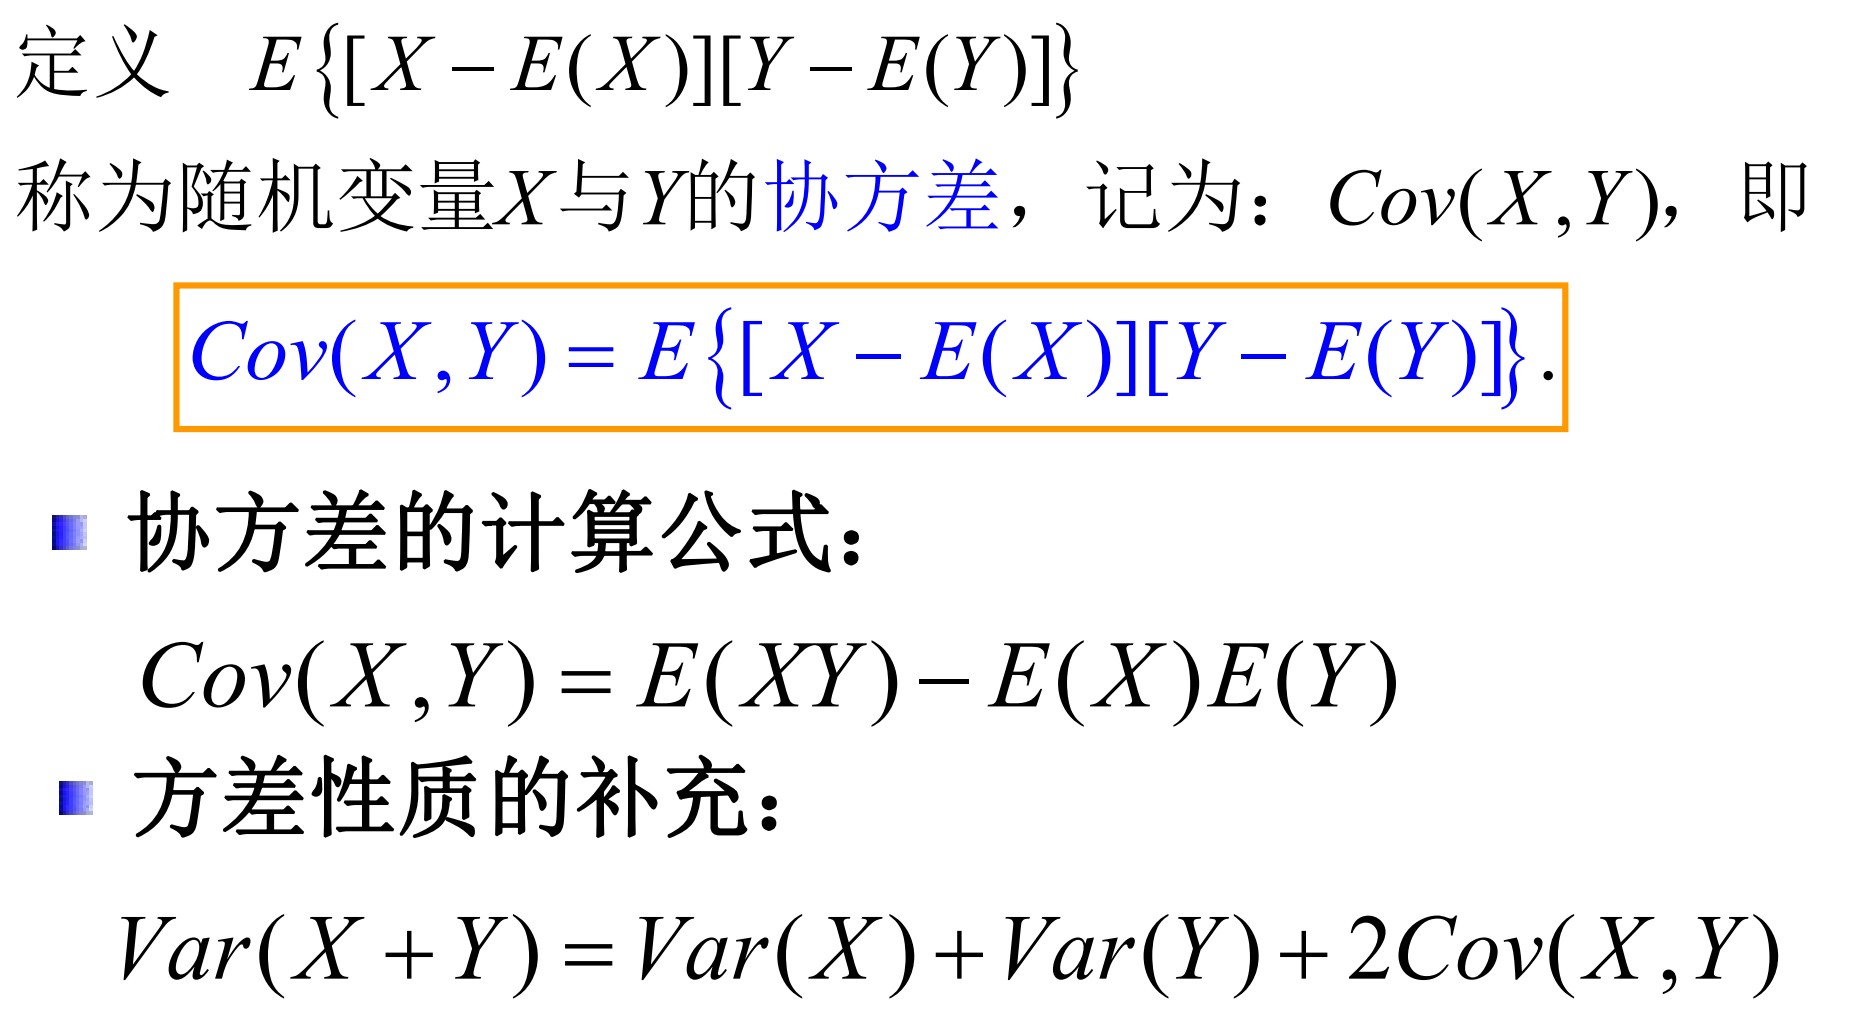 定义 E{[X − E(X)][Y − E(Y)]}
称为随机变量X与Y的协方差，记为：Cov(X,Y)，即
Cov(X,Y) = E{[X − E(X)][Y − E(Y)]}.
协方差的计算公式：
Cov(X,Y) = E(XY) − E(X)E(Y)
方差性质的补充：
Var(X + Y) = Var(X) + Var(Y) + 2Cov(X,Y)